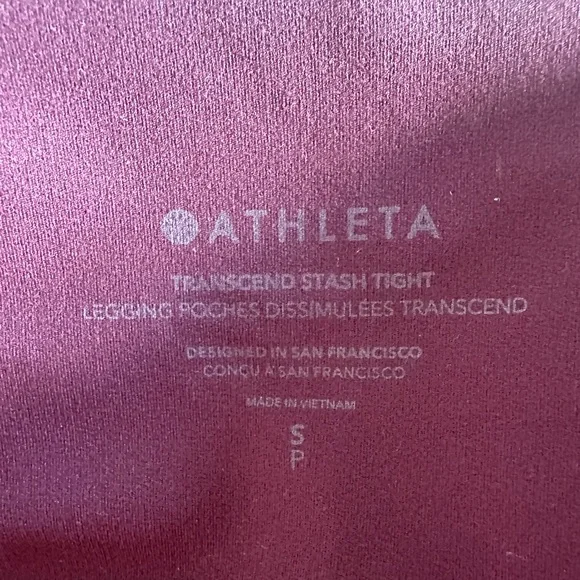 ATHLETA
TRANSCEND STASH TIGHT
LEGGING POCHES DISSIMULÉES TRANSCEND
DESIGNED IN SAN FRANCISCO
CONÇU À SAN FRANCISCO
MADE IN VIETNAM
S
P